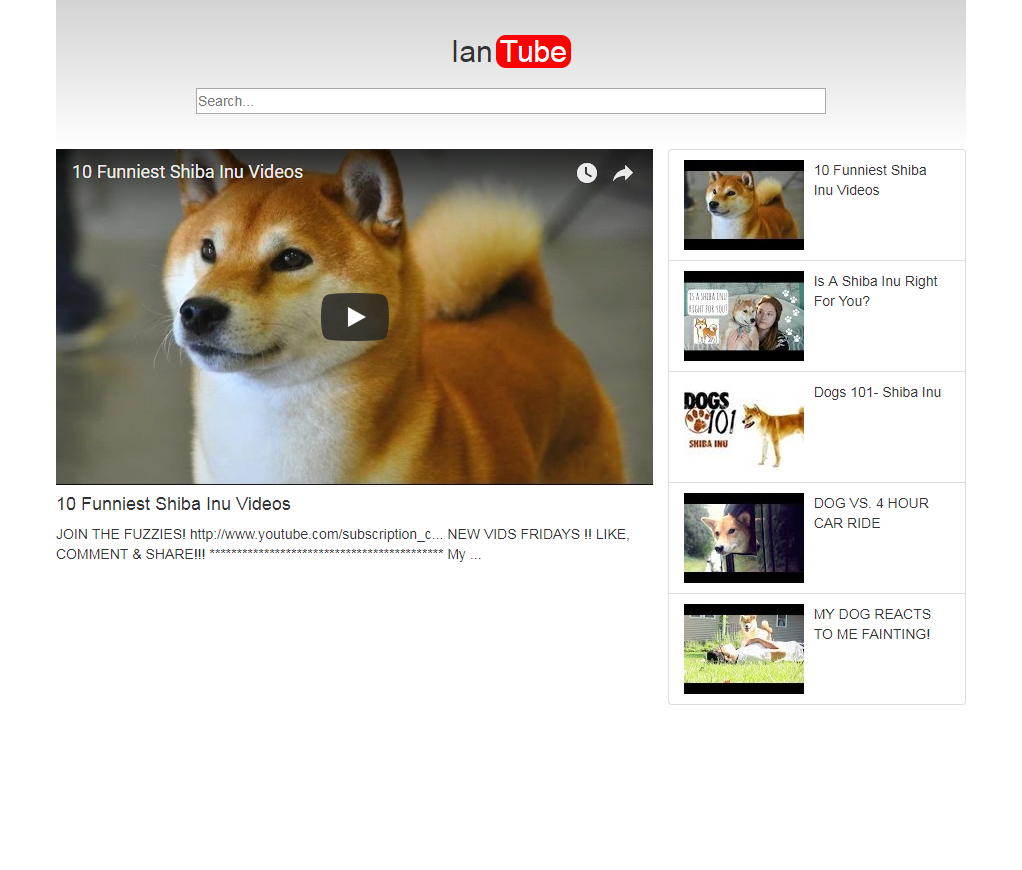 Ian Tube
Search...
10 Funniest Shiba Inu Videos
10 Funniest Shiba Inu Videos
JOIN THE FUZZIES! http://www.youtube.com/subscription_c... NEW VIDS FRIDAYS !! LIKE,
COMMENT & SHARE!!! ******************************************* My ...
10 Funniest Shiba
Inu Videos
IS A SHIBA INU
RIGHT FOR YOU?
Is A Shiba Inu Right
For You?
DOGS
101
SHIBA INU
Dogs 101- Shiba Inu
DOG VS. 4 HOUR
CAR RIDE
MY DOG REACTS
TO ME FAINTING!